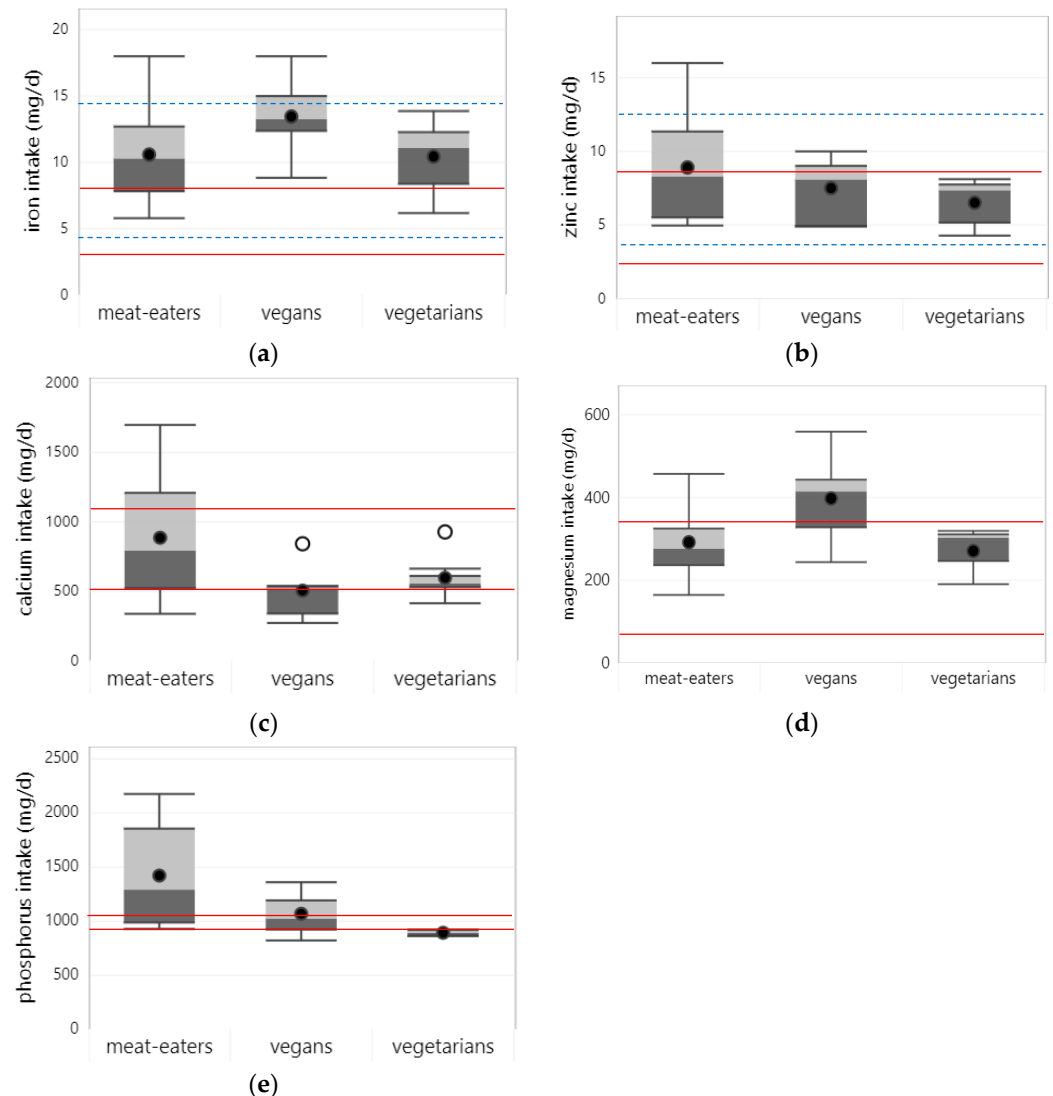 iron intake (mg/d)
20
15
10
5
0
meat-eaters vegans vegetarians
(a)
zinc intake (mg/d)
15
10
5
0
meat-eaters vegans vegetarians
(b)
calcium intake (mg/d)
2000
1500
1000
500
0
meat-eaters vegans vegetarians
(c)
magnesium intake (mg/d)
600
400
200
0
meat-eaters vegans vegetarians
(d)
phosphorus intake (mg/d)
2500
2000
1500
1000
500
0
meat-eaters vegans vegetarians
(e)